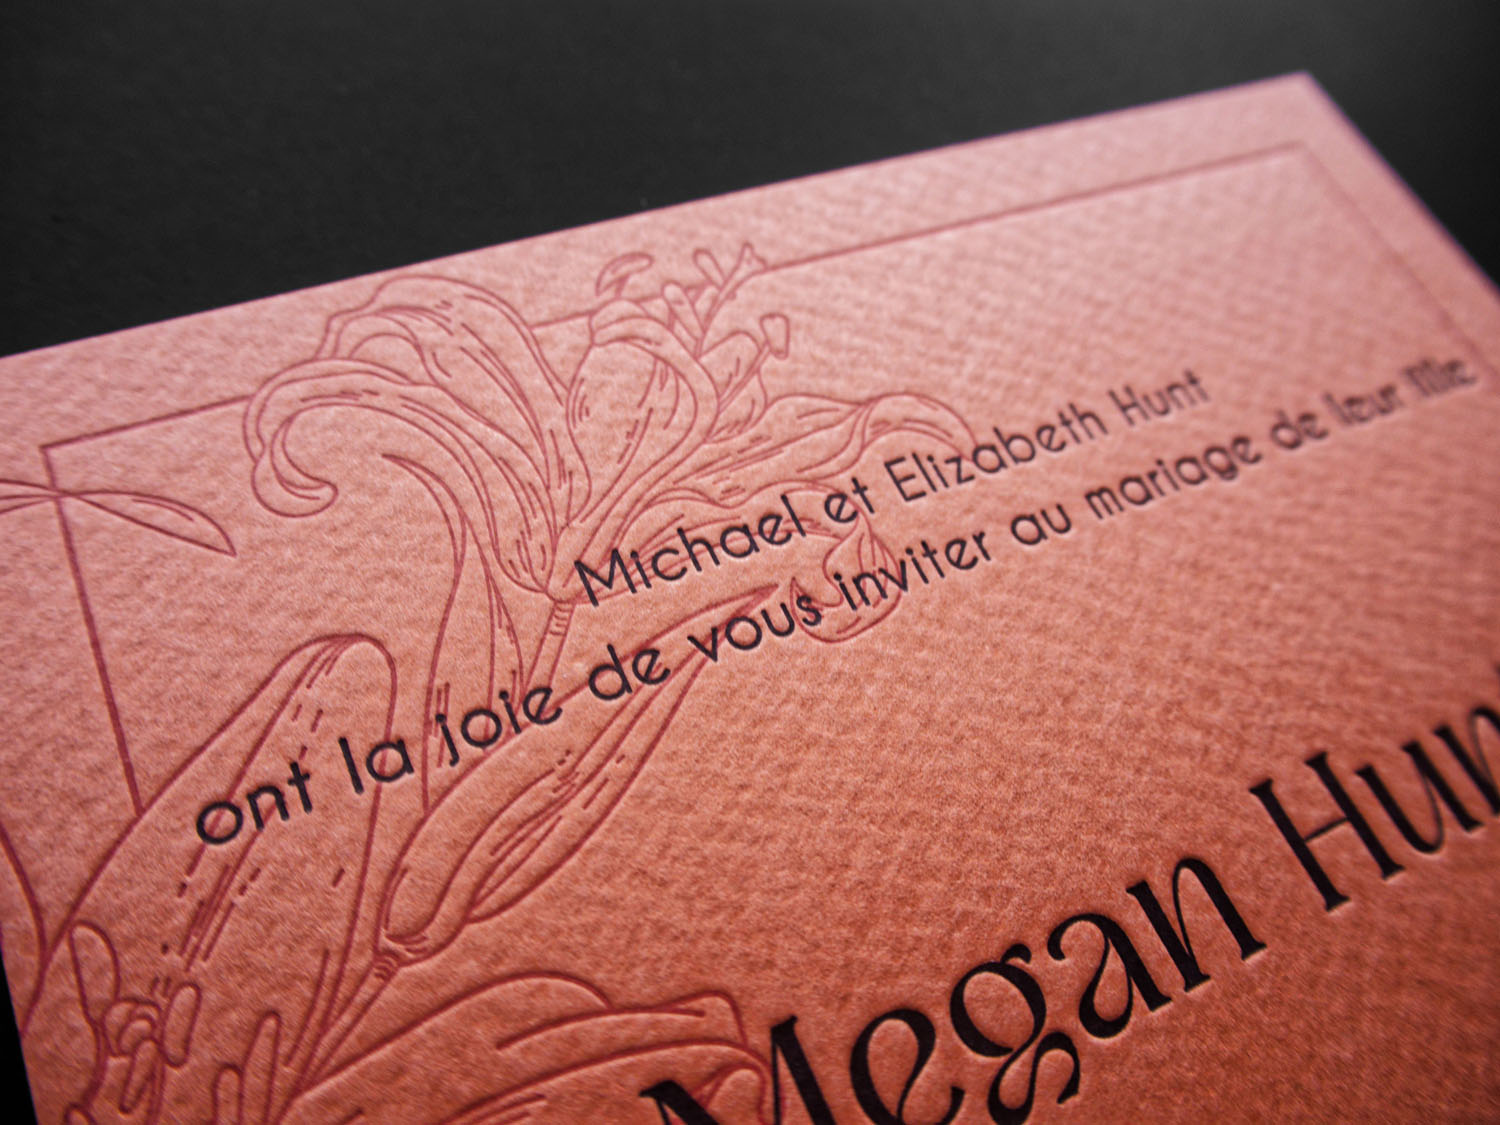 Michael et Elizabeth Hunt
ont la joie de vous inviter au mariage de leur fille
Megan Hun